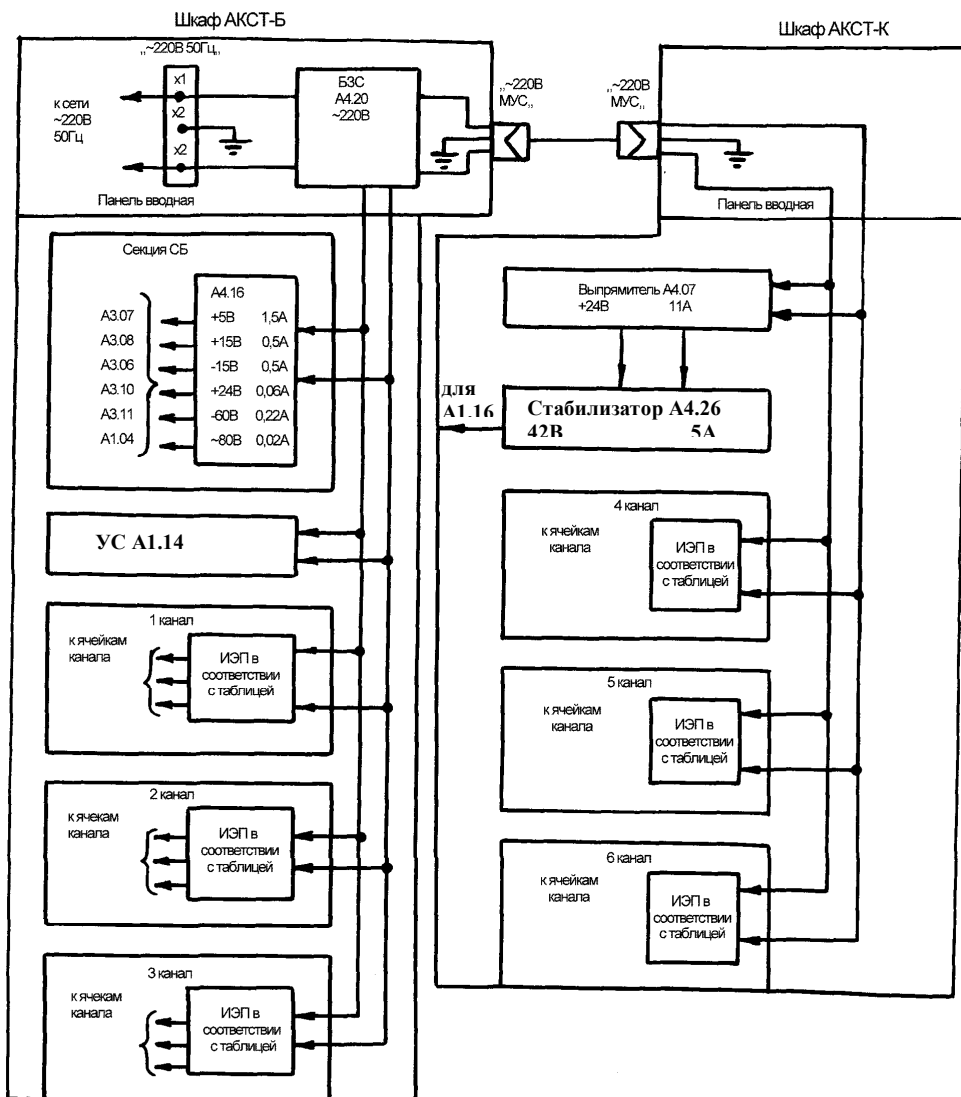 Шкаф АКСТ-Б
Шкаф АКСТ-К
„~220В 50Гц„
х1
х2
х2
к сети
~220В
50Гц
БЗС
А4.20
~220В
„~220В
МУС„
„~220В
МУС„
Панель вводная
Панель вводная
Секция СБ
А3.07
А3.08
А3.06
А3.10
А3.11
А1.04
А4.16
+5В 1,5А
+15В 0,5А
-15В 0,5А
+24В 0,06А
-60В 0,22А
~80В 0,02А
УС А1.14
1 канал
к ячейкам
канала
ИЭП в
соответствии
с таблицей
2 канал
к ячекам
канала
ИЭП в
соответствии
с таблицей
3 канал
к ячекам
канала
ИЭП в
соответствии
с таблицей
Выпрямитель А4.07
+24В 11А
для
А1.16
Стабилизатор А4.26
42В 5А
4 канал
к ячейкам
канала
ИЭП в
соответствии
с таблицей
5 канал
к ячейкам
канала
ИЭП в
соответствии
с таблицей
6 канал
к ячейкам
канала
ИЭП в
соответствии
с таблицей